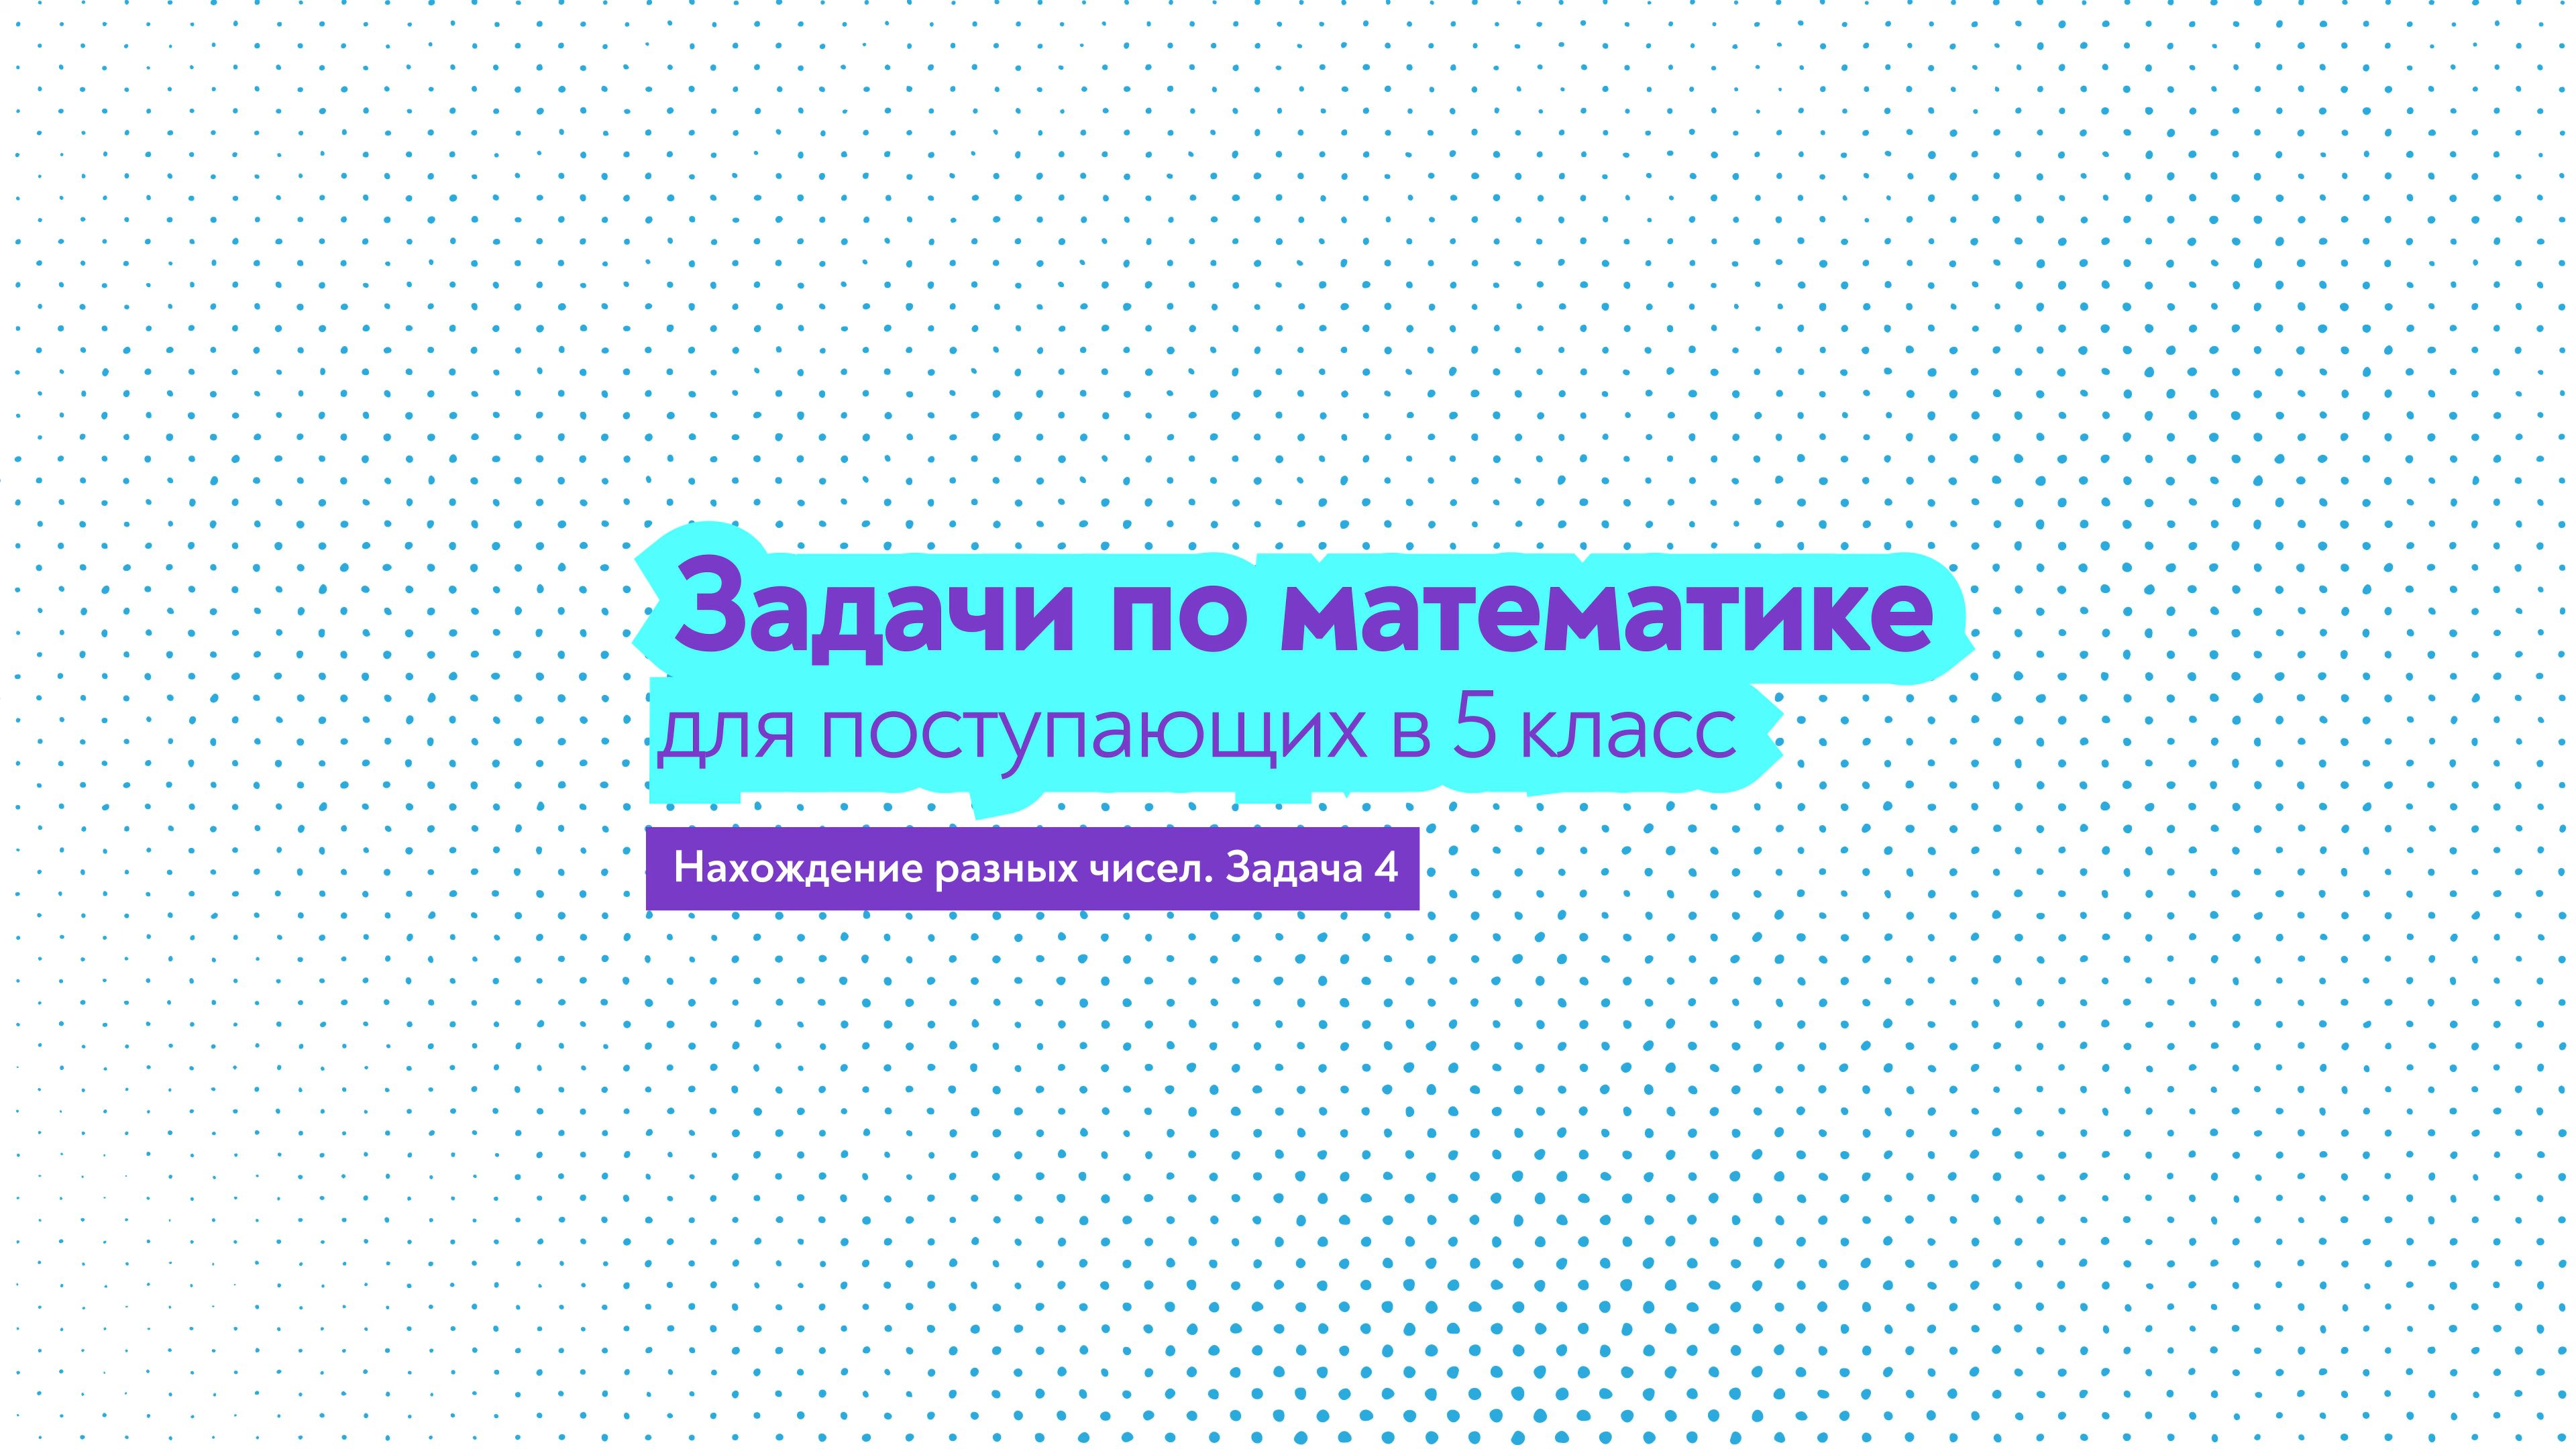 Задачи по математике
для поступающих в 5 класс
Нахождение разных чисел. Задача 4